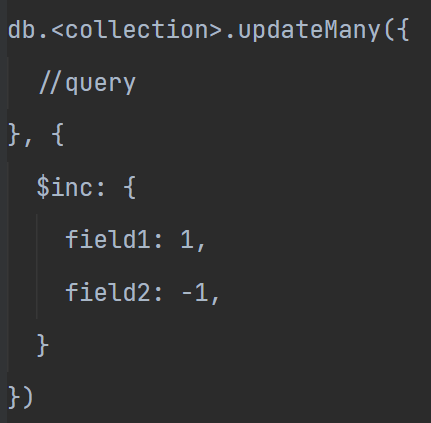 db.<collection>.updateMany({
  //query
}, {
  $inc: {
    field1: 1,
    field2: -1,
  }
})